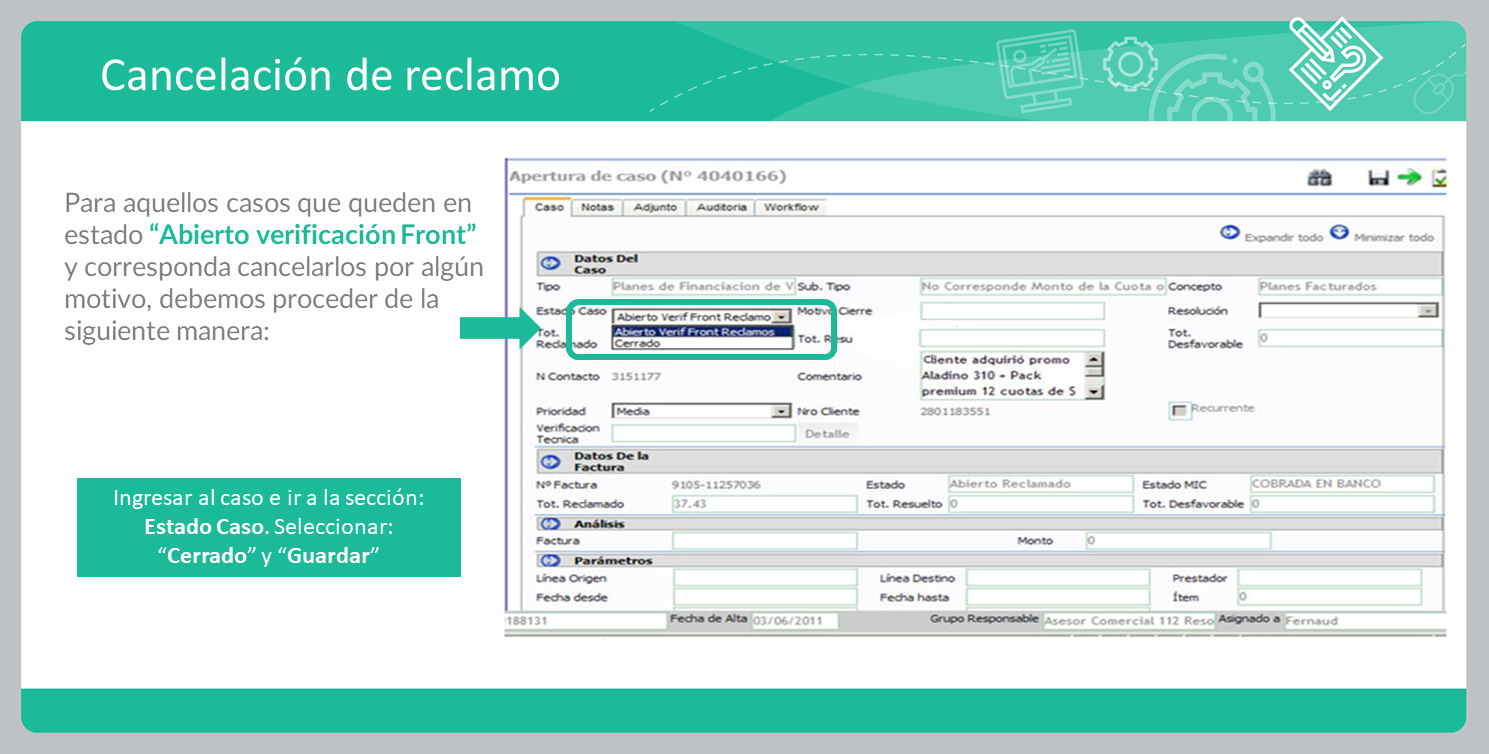 Cancelación de reclamo
Para aquellos casos que queden en
estado “Abierto verificación Front”
y corresponda cancelarlos por algún
motivo, debemos proceder de la
siguiente manera:
Ingresar al caso e ir a la sección:
Estado Caso. Seleccionar:
“Cerrado” y “Guardar”
Apertura de caso (Nº 4040166)
Caso Notas Adjunto Auditoria Workflow
Expandir todo Minimizar todo
Datos Del
Caso
Tipo Planes de Financiacion de V Sub. Tipo No Corresponde Monto de la Cuota o Concepto Planes Facturados
Estado Caso Abierto Verif Front Reclamo Motivo Cierre Resolución
Abierto Verif Front Reclamos
Cerrado
Tot.
Reclamado Tot. Resu Tot.
Desfavorable 0
N Contacto 3151177 Comentario Cliente adquirió promo
Aladino 310 + Pack
premium 12 cuotas de $
Prioridad Media Nro Cliente 2801183551 Recurrente
Verificacion
Tecnica Detalle
Datos De la
Factura
Nº Factura 9105-11257036 Estado Abierto Reclamado Estado MIC COBRADA EN BANCO
Tot. Reclamado 37.43 Tot. Resuelto 0 Tot. Desfavorable 0
Análisis
Factura Monto 0
Parámetros
Línea Origen Línea Destino Prestador
Fecha desde Fecha hasta Ítem 0
188131 Fecha de Alta 03/06/2011 Grupo Responsable Asesor Comercial 112 Reso Asignado a Fernaud